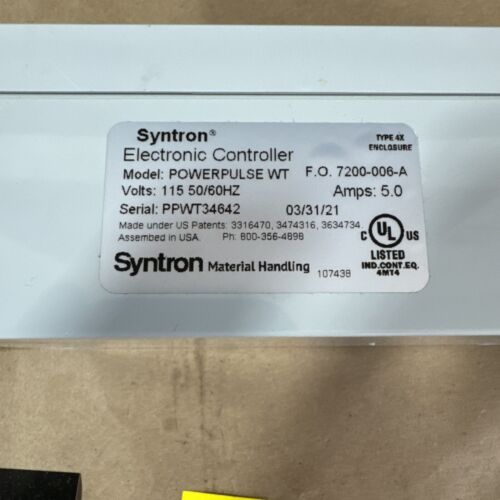 Syntron®
TYPE 4X
ENCLOSURE
Electronic Controller
Model: POWERPULSE WT F.O. 7200-006-A
Volts: 115 50/60HZ Amps: 5.0
Serial: PPWT34642 03/31/21
Made under US Patents: 3316470, 3474316, 3634734.
Assembed in USA. Ph: 800-356-4898
C UL US
LISTED
IND.CONT.EQ.
4MT4
Syntron Material Handling 107438